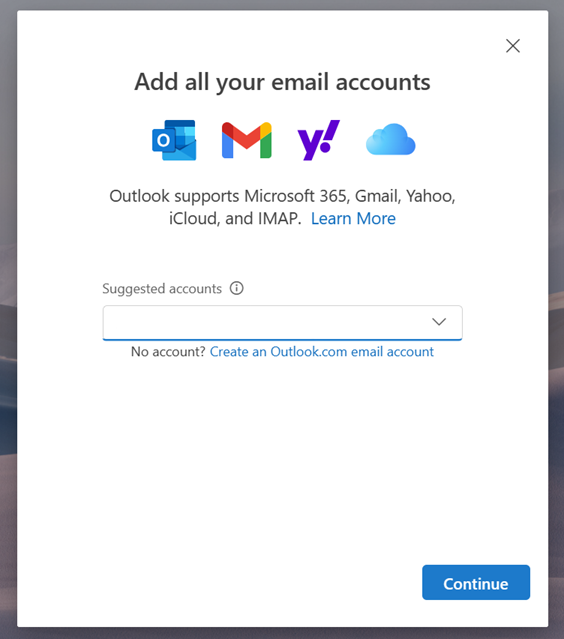 Add all your email accounts
Outlook supports Microsoft 365, Gmail, Yahoo,
iCloud, and IMAP. Learn More
Suggested accounts
No account? Create an Outlook.com email account
Continue